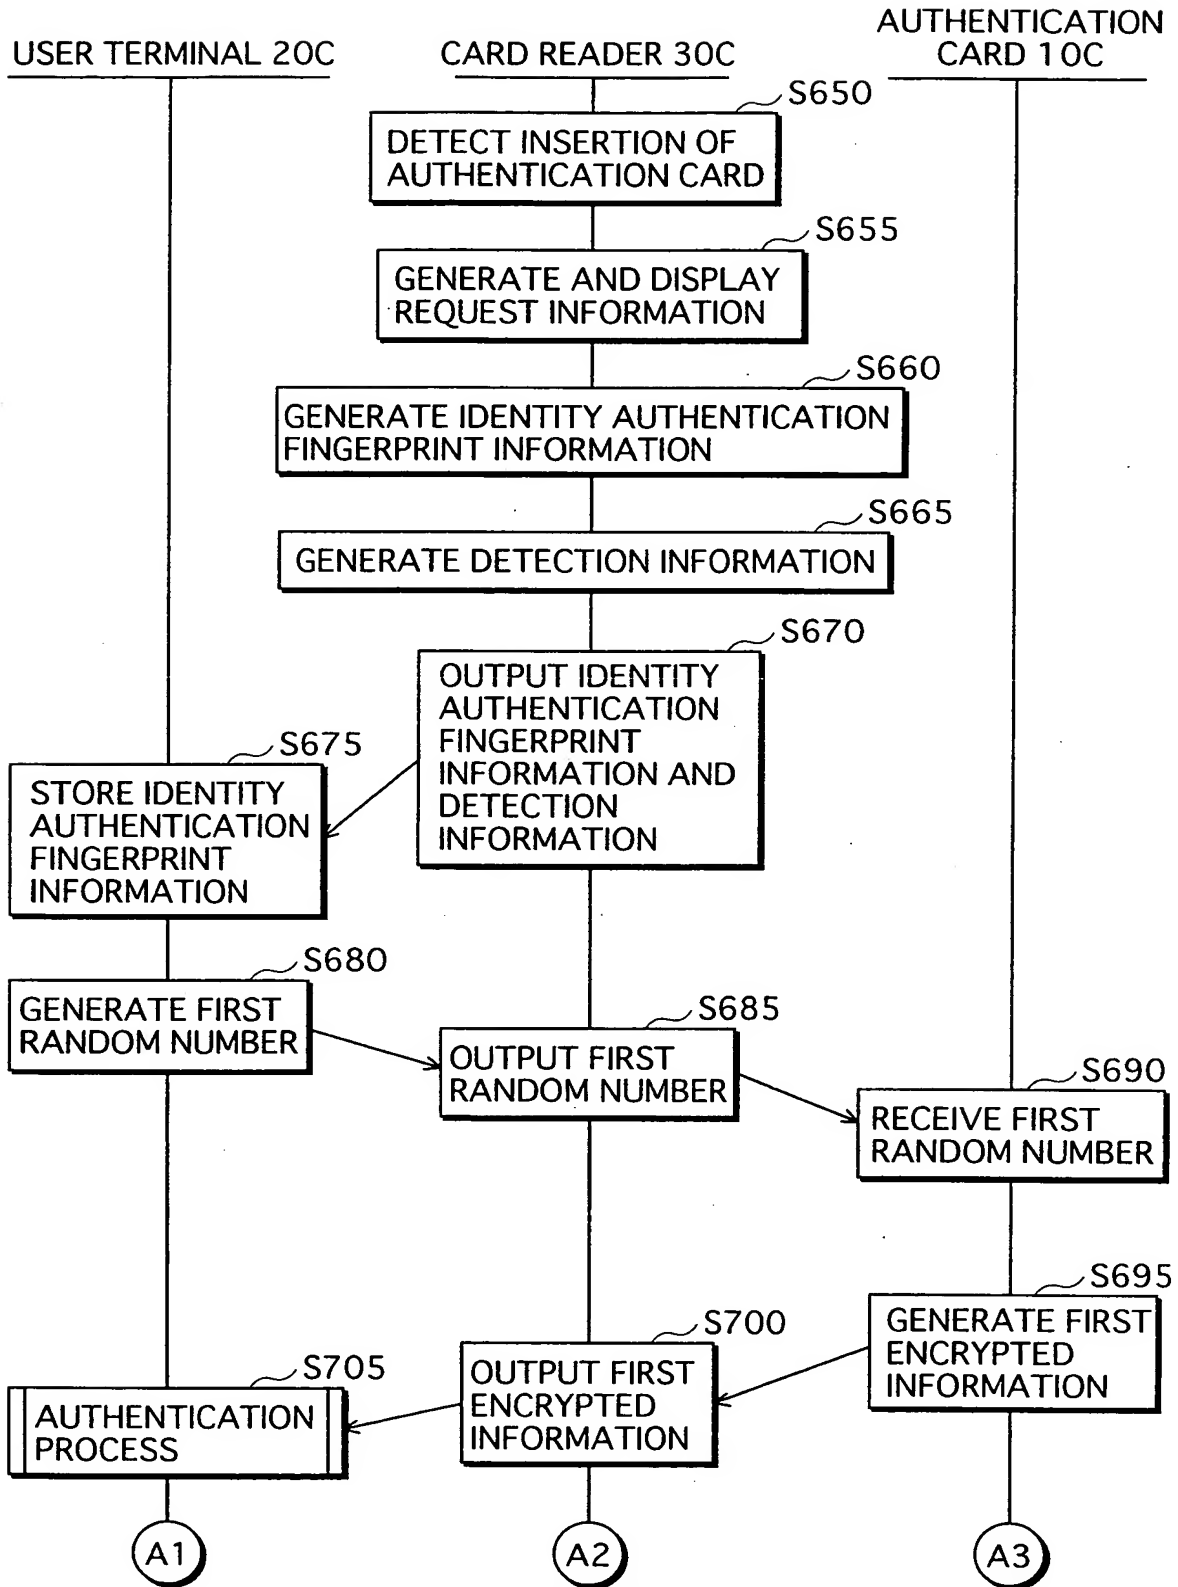 USER TERMINAL 20C
CARD READER 30C
AUTHENTICATION
CARD 10C
S650
DETECT INSERTION OF
AUTHENTICATION CARD
S655
GENERATE AND DISPLAY
REQUEST INFORMATION
S660
GENERATE IDENTITY AUTHENTICATION
FINGERPRINT INFORMATION
S665
GENERATE DETECTION INFORMATION
S670
OUTPUT IDENTITY
AUTHENTICATION
FINGERPRINT
INFORMATION AND
DETECTION
INFORMATION
S675
STORE IDENTITY
AUTHENTICATION
FINGERPRINT
INFORMATION
S680
GENERATE FIRST
RANDOM NUMBER
S685
OUTPUT FIRST
RANDOM NUMBER
S690
RECEIVE FIRST
RANDOM NUMBER
S695
GENERATE FIRST
ENCRYPTED
INFORMATION
S700
OUTPUT FIRST
ENCRYPTED
INFORMATION
S705
AUTHENTICATION
PROCESS
A1
A2
A3